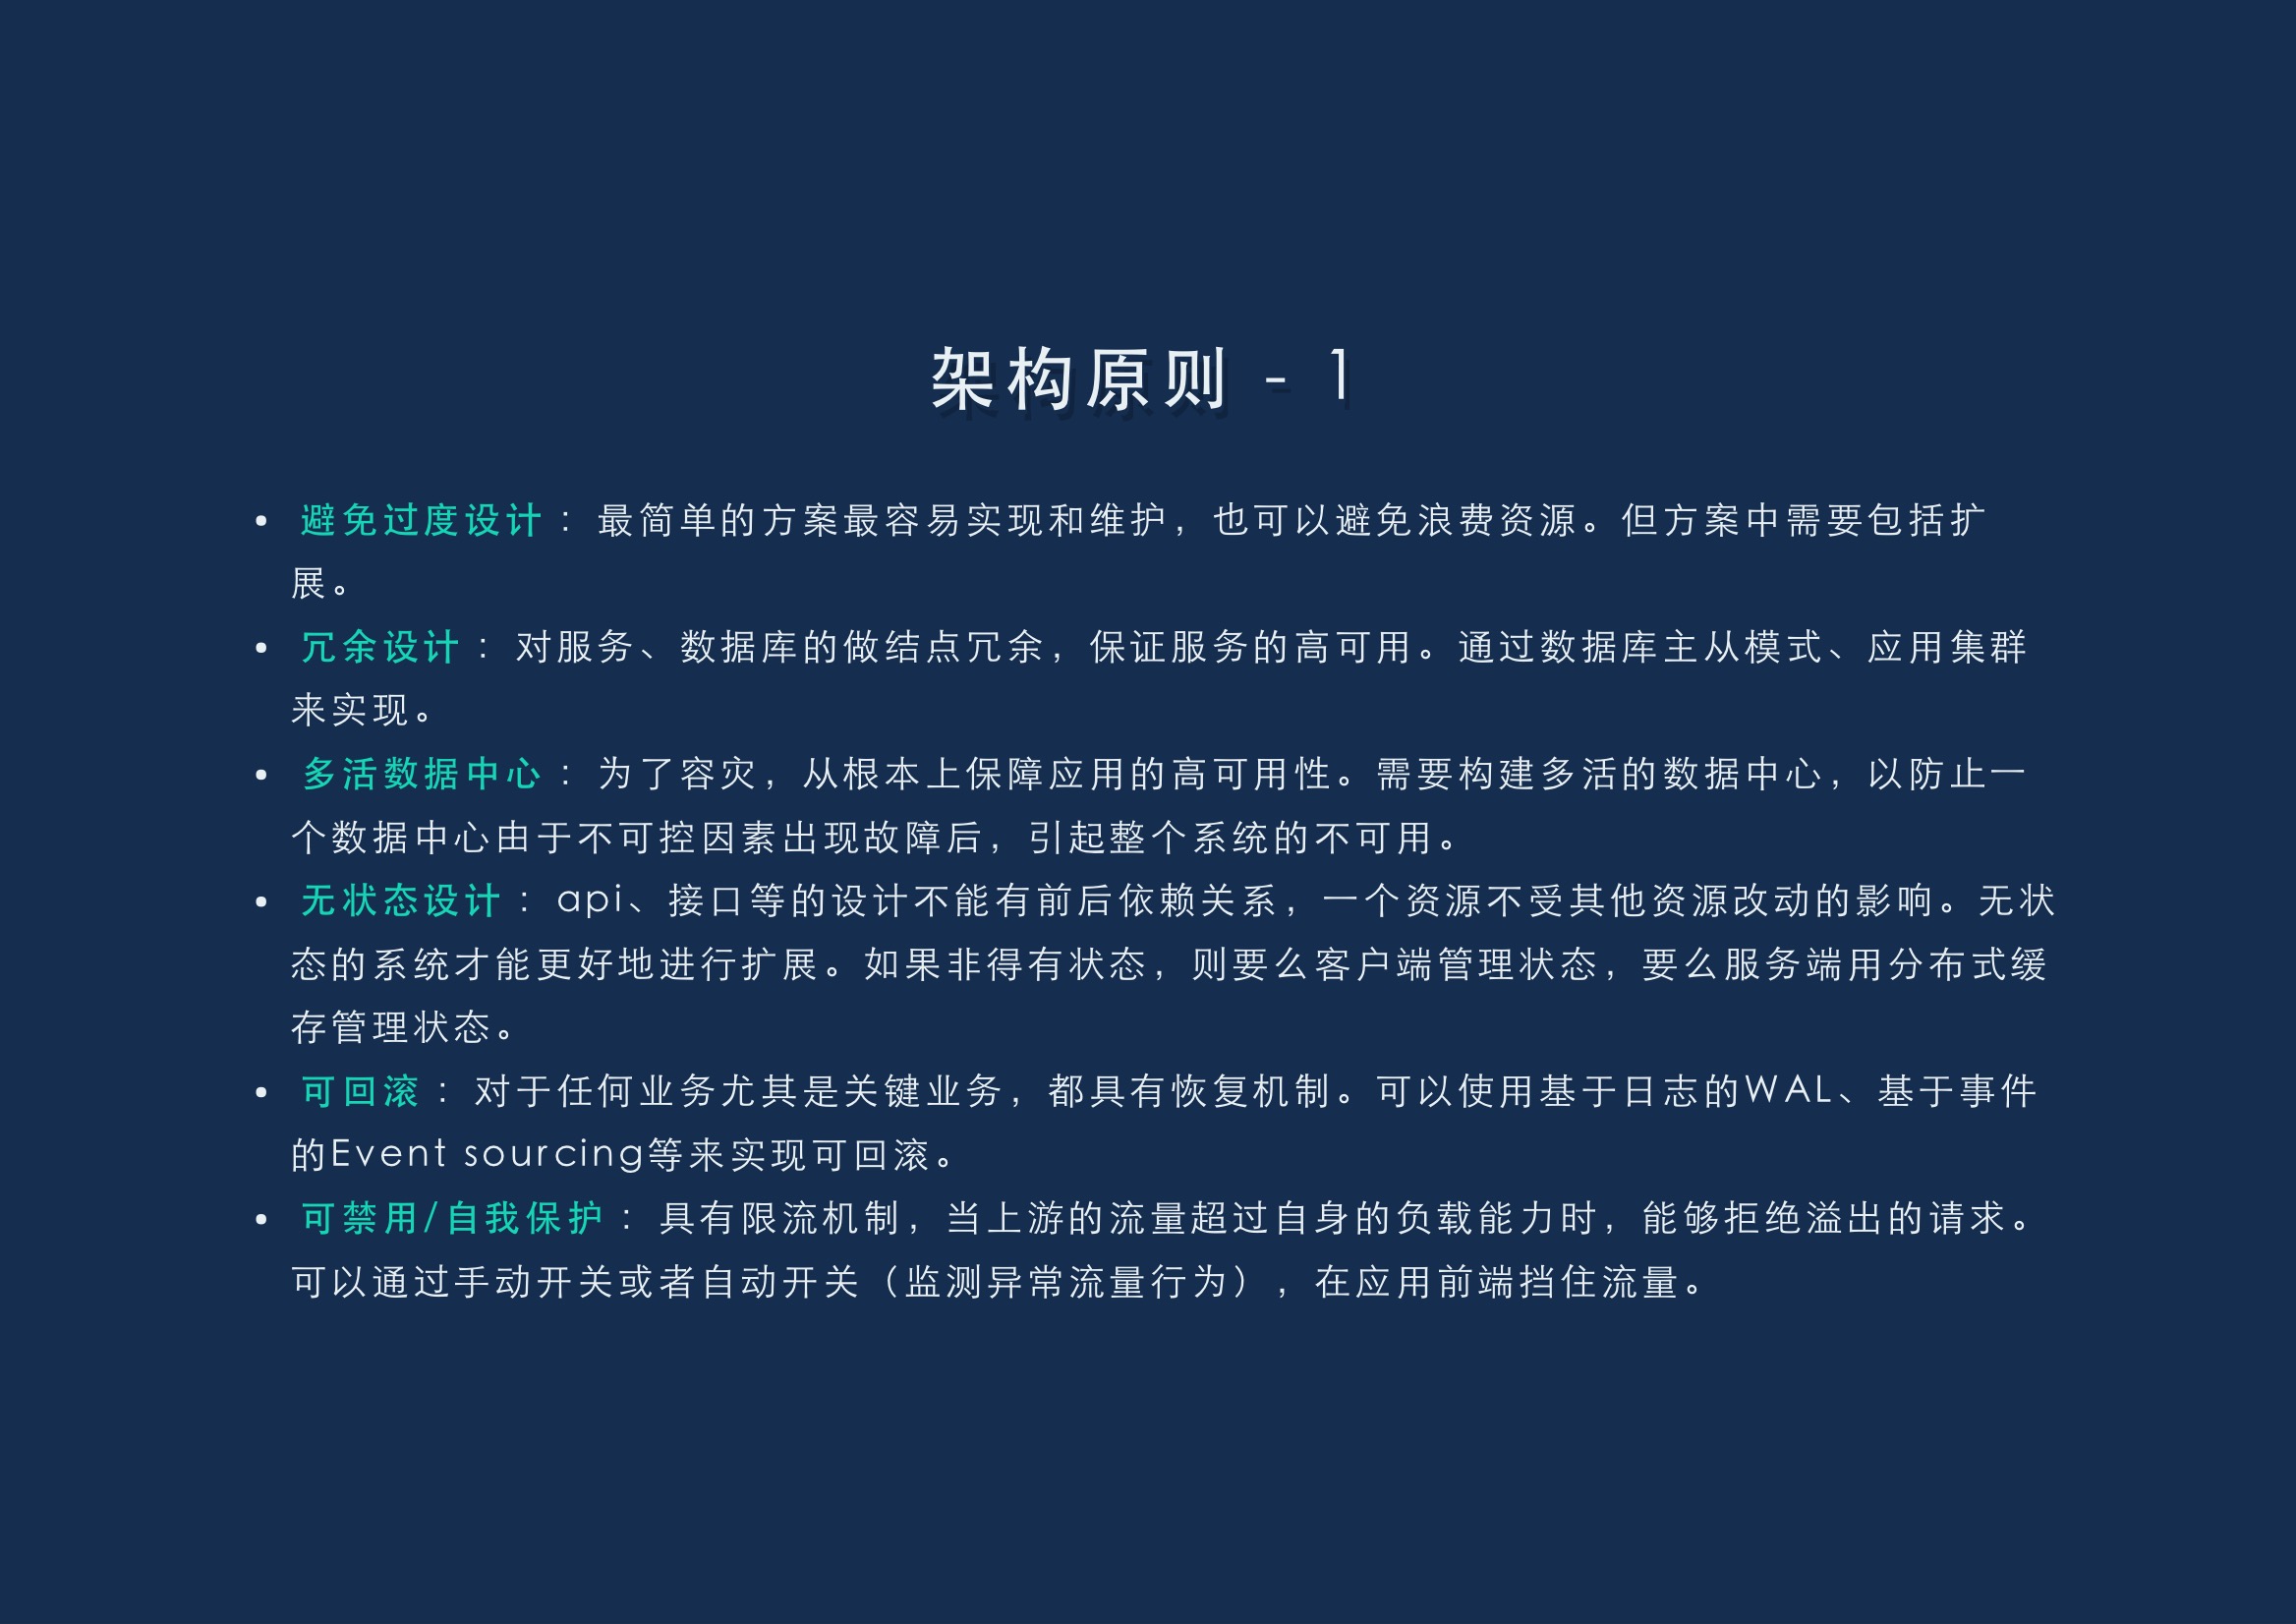 架构原则 - 1
• 避免过度设计：最简单的方案最容易实现和维护，也可以避免浪费资源。但方案中需要包括扩
展。
• 冗余设计：对服务、数据库的做结点冗余，保证服务的高可用。通过数据库主从模式、应用集群
来实现。
• 多活数据中心：为了容灾，从根本上保障应用的高可用性。需要构建多活的数据中心，以防止一
个数据中心由于不可控因素出现故障后，引起整个系统的不可用。
• 无状态设计：api、接口等的设计不能有前后依赖关系，一个资源不受其他资源改动的影响。无状
态的系统才能更好地进行扩展。如果非得有状态，则要么客户端管理状态，要么服务端用分布式缓
存管理状态。
• 可回滚：对于任何业务尤其是关键业务，都具有恢复机制。可以使用基于日志的WAL、基于事件
的Event sourcing等来实现可回滚。
• 可禁用/自我保护：具有限流机制，当上游的流量超过自身的负载能力时，能够拒绝溢出的请求。
可以通过手动开关或者自动开关（监测异常流量行为），在应用前端挡住流量。